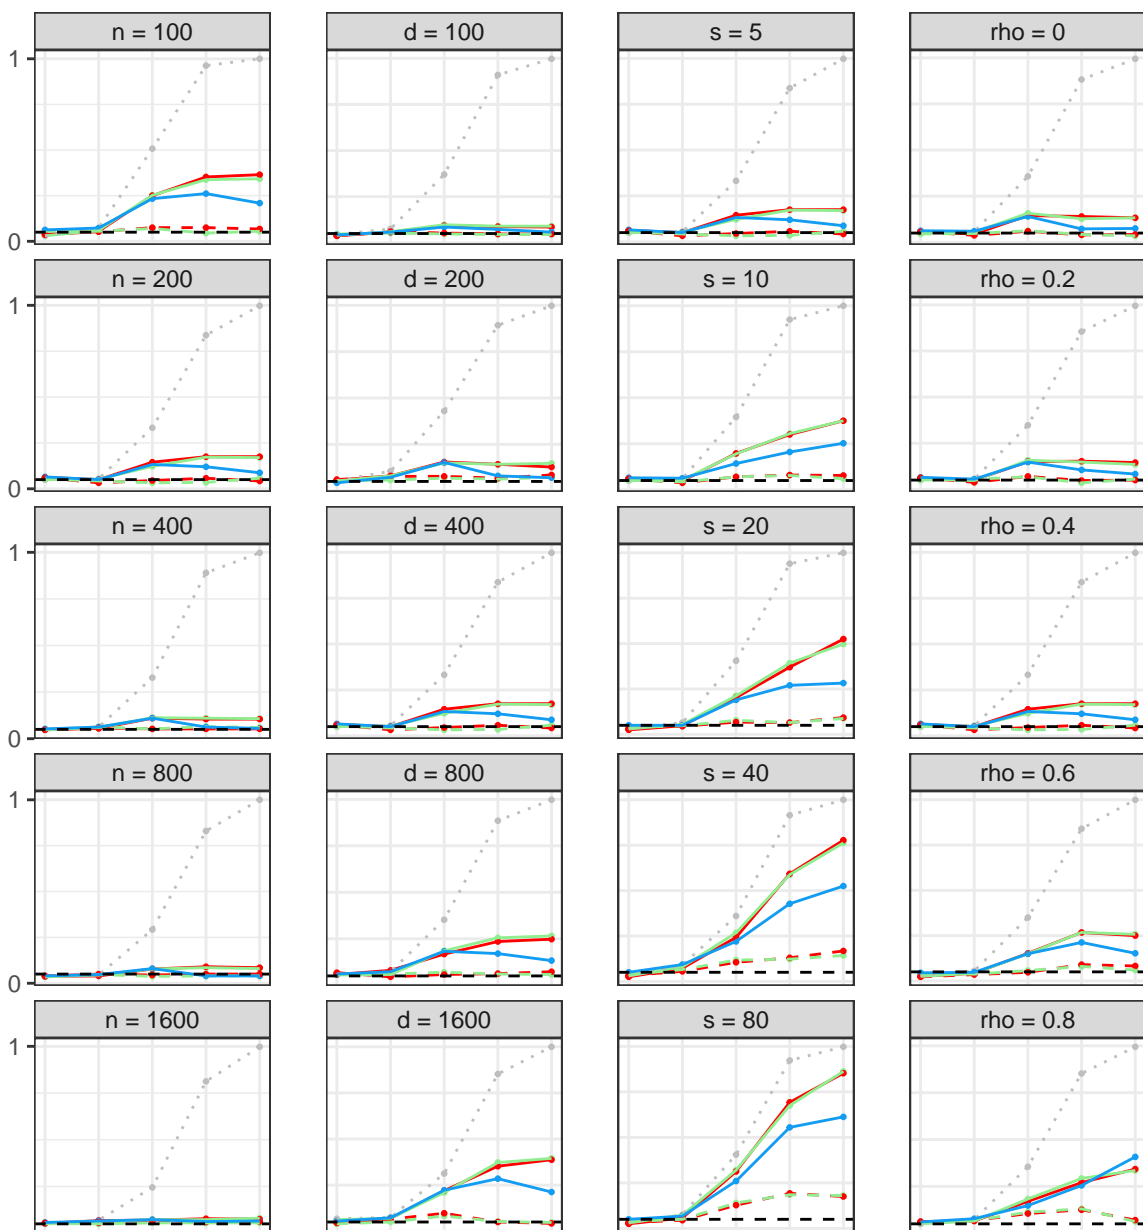 n = 100 d = 100 s = 5 rho = 0
1
0
n = 200 d = 200 s = 10 rho = 0.2
1
0
n = 400 d = 400 s = 20 rho = 0.4
1
0
n = 800 d = 800 s = 40 rho = 0.6
1
0
n = 1600 d = 1600 s = 80 rho = 0.8
1